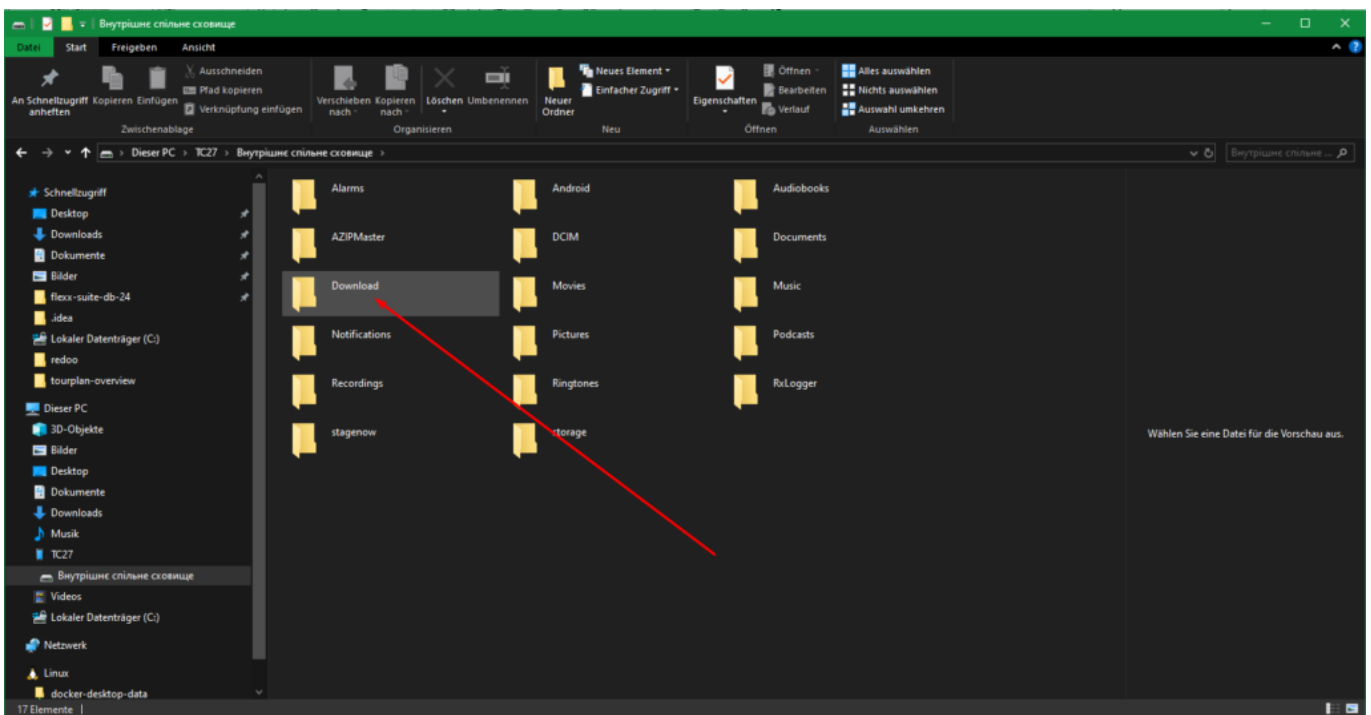 Внутрішнє спільне сховище
Datei Start Freigeben Ansicht
An Schnellzugriff anheften
Kopieren
Einfügen
Ausschneiden
Pfad kopieren
Verknüpfung einfügen
Zwischenablage
Verschieben nach
Kopieren nach
Löschen
Umbenennen
Organisieren
Neuer Ordner
Neues Element
Einfacher Zugriff
Neu
Eigenschaften
Öffnen
Bearbeiten
Verlauf
Öffnen
Alles auswählen
Nichts auswählen
Auswahl umkehren
Auswählen
Dieser PC › TC27 › Внутрішнє спільне сховище ›
Внутрішнє спільне ...
Schnellzugriff
Desktop
Downloads
Dokumente
Bilder
flexx-suite-db-24
.idea
Lokaler Datenträger (C:)
redoo
tourplan-overview
Dieser PC
3D-Objekte
Bilder
Desktop
Dokumente
Downloads
Musik
TC27
Внутрішнє спільне сховище
Videos
Lokaler Datenträger (C:)
Netzwerk
Linux
docker-desktop-data
Alarms Android Audiobooks
AZIPMaster DCIM Documents
Download Movies Music
Notifications Pictures Podcasts
Recordings Ringtones RxLogger
stagenow storage
Wählen Sie eine Datei für die Vorschau aus.
17 Elemente